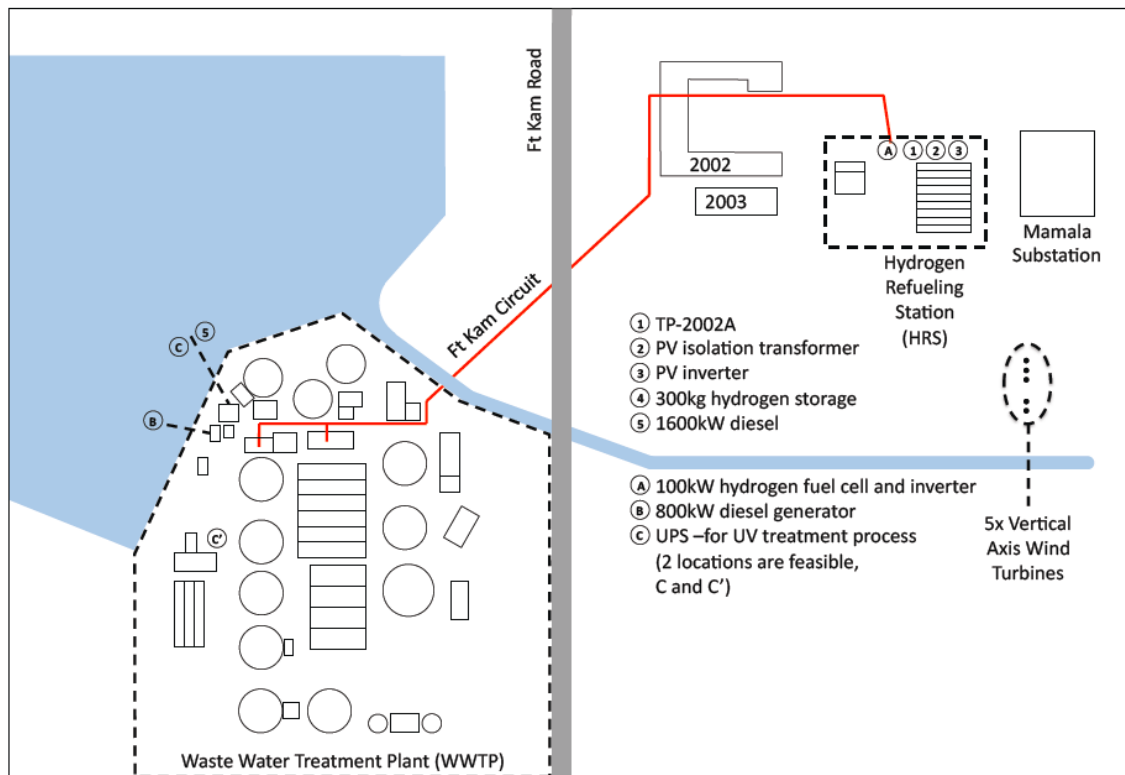 Ft Kam Road
2002
2003
A 1 2 3
Mamala
Substation
Hydrogen
Refueling
Station
(HRS)
Ft Kam Circuit
1 TP-2002A
2 PV isolation transformer
3 PV inverter
4 300kg hydrogen storage
5 1600kW diesel
C 5
B
A 100kW hydrogen fuel cell and inverter
B 800kW diesel generator
C UPS –for UV treatment process
(2 locations are feasible,
C and C’)
5x Vertical
Axis Wind
Turbines
C’
Waste Water Treatment Plant (WWTP)